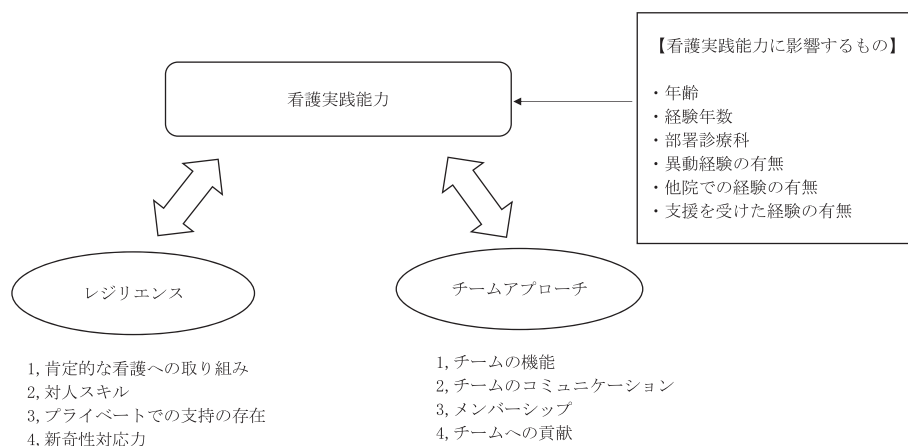 【看護実践能力に影響するもの】
・年齢
・経験年数
・部署診療科
・異動経験の有無
・他院での経験の有無
・支援を受けた経験の有無
看護実践能力
レジリエンス
1, 肯定的な看護への取り組み
2, 対人スキル
3, プライベートでの支持の存在
4, 新奇性対応力
チームアプローチ
1, チームの機能
2, チームのコミュニケーション
3, メンバーシップ
4, チームへの貢献